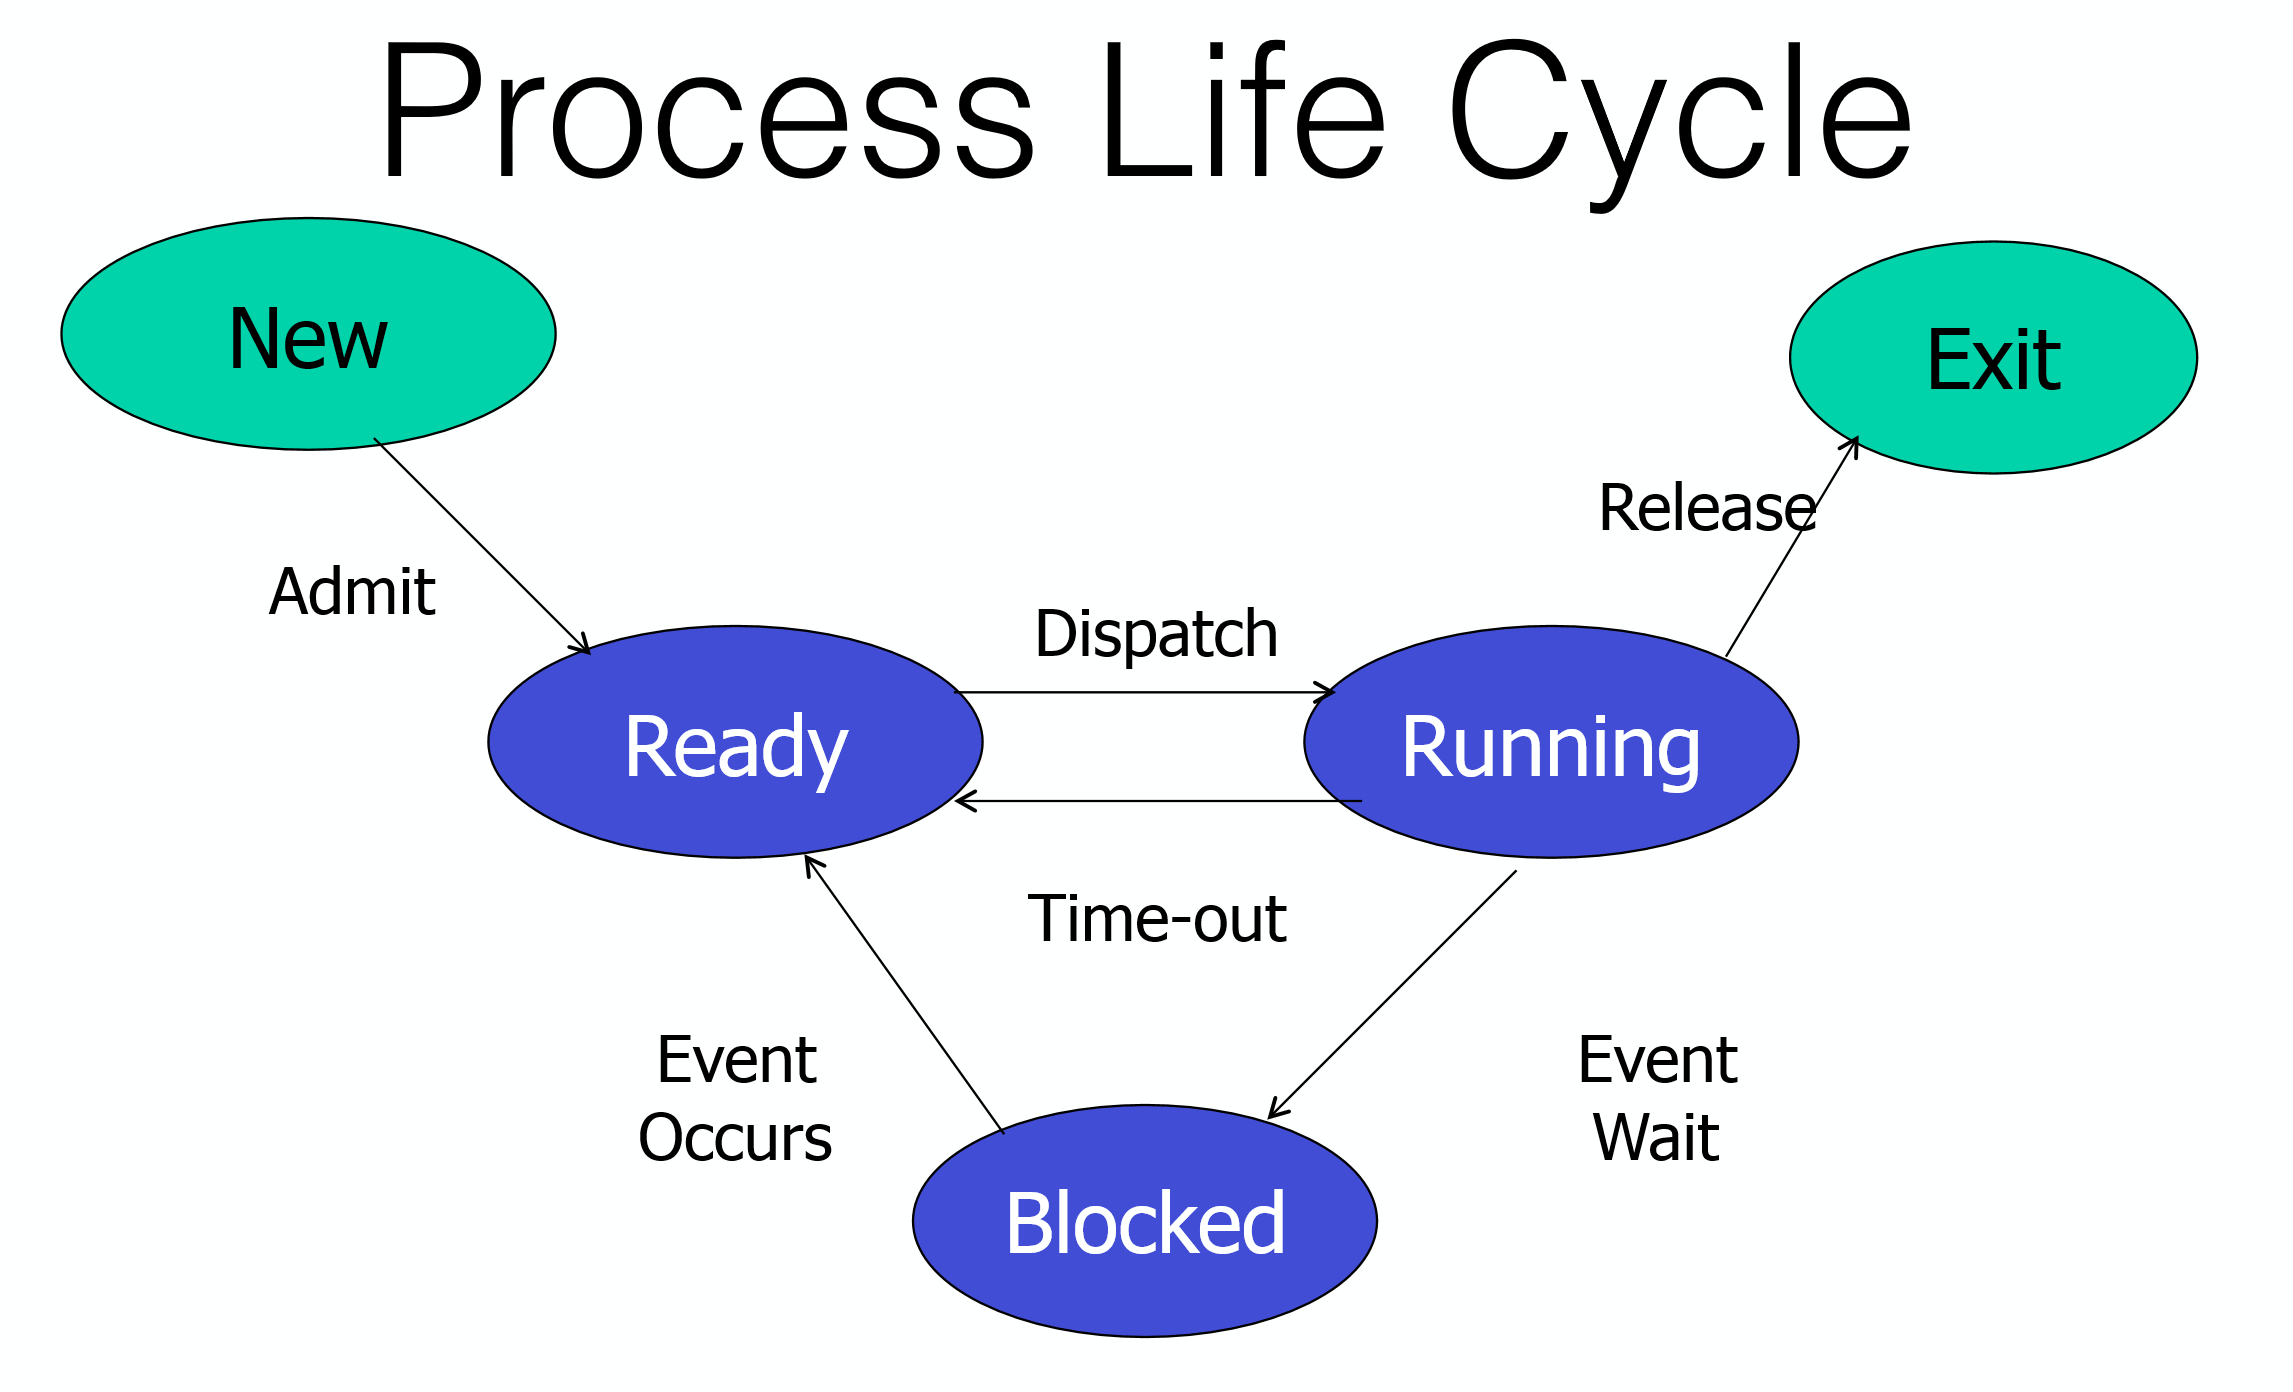 Process Life Cycle
New
Exit
Release
Admit
Dispatch
Ready
Running
Time-out
Event
Occurs
Event
Wait
Blocked